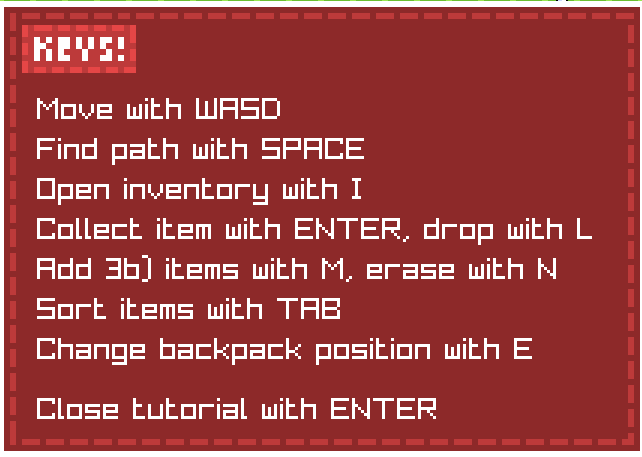 KEYS!
Move with WASD
Find path with SPACE
Open inventory with I
Collect item with ENTER, drop with L
Add 3b) items with M, erase with N
Sort items with TAB
Change backpack position with E
Close tutorial with ENTER